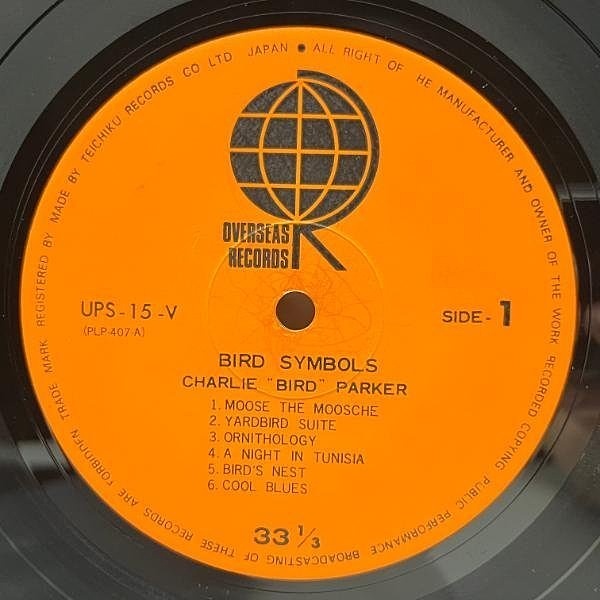 TRADE MARK REGISTERED BY MADE BY TEICHIKU RECORDS CO LTD JAPAN • ALL RIGHT OF HE MANUFACTURER AND OWNER OF THE WORK RECORDED COPYING PUBLIC PERFORMANCE BROADCASTING OF THESE RECORDS ARE FORBIDDEN
OVERSEAS
RECORDS
UPS-15-V
(PLP-407-A)
SIDE-1
BIRD SYMBOLS
CHARLIE "BIRD" PARKER
1. MOOSE THE MOOSCHE
2. YARDBIRD SUITE
3. ORNITHOLOGY
4. A NIGHT IN TUNISIA
5. BIRD'S NEST
6. COOL BLUES
33 1/3